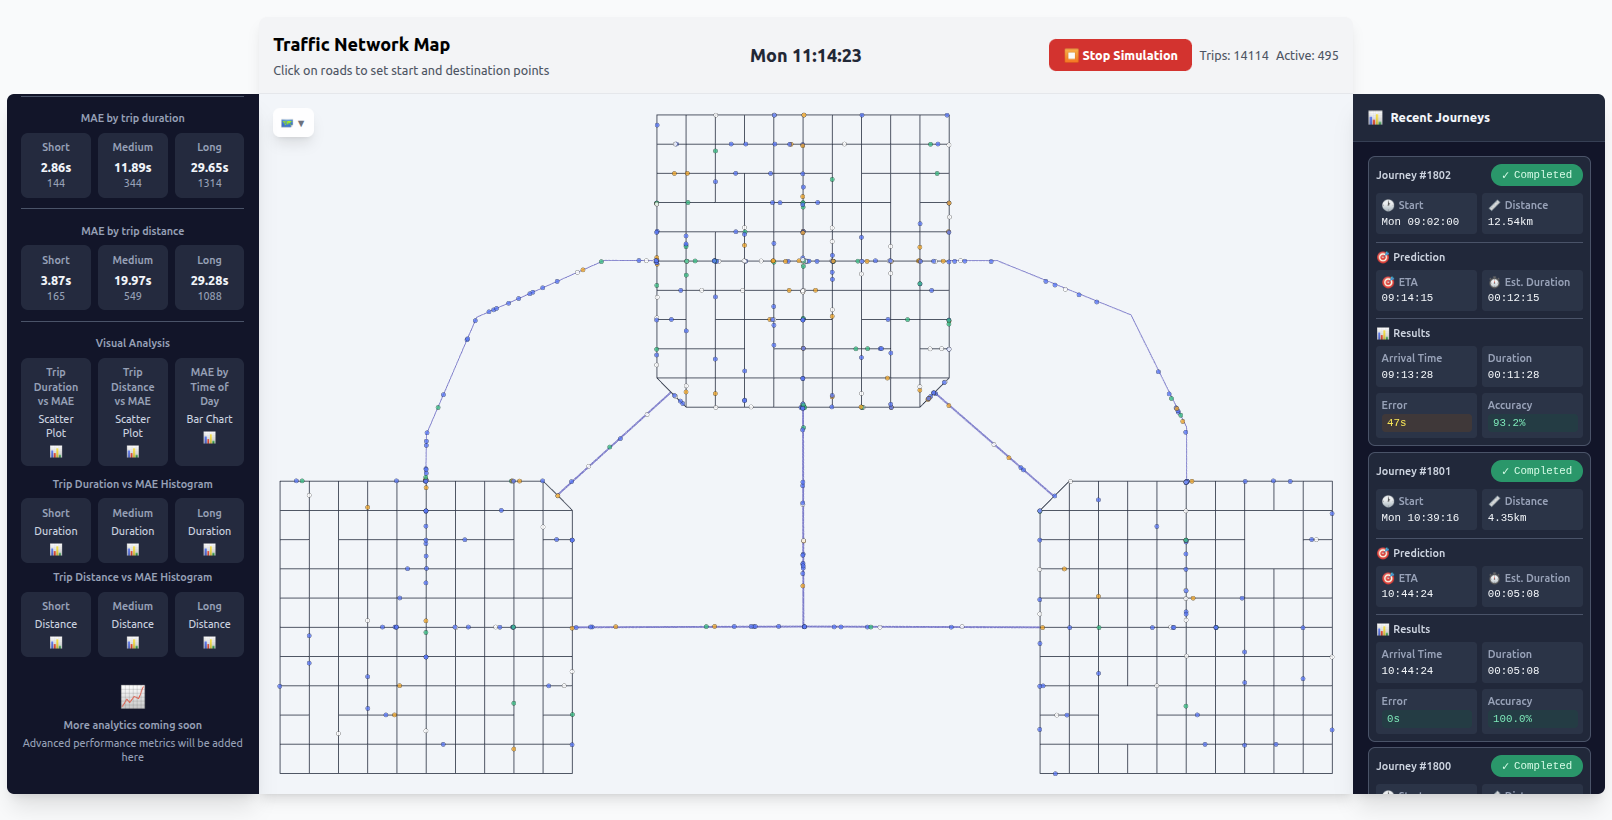 Traffic Network Map
Click on roads to set start and destination points
Mon 11:14:23
Stop Simulation
Trips: 14114 Active: 495
MAE by trip duration
Short Medium Long
2.86s 11.89s 29.65s
144 344 1314
MAE by trip distance
Short Medium Long
3.87s 19.97s 29.28s
165 549 1088
Visual Analysis
Trip Duration vs MAE
Scatter Plot
Trip Distance vs MAE
Scatter Plot
MAE by Time of Day
Bar Chart
Trip Duration vs MAE Histogram
Short Medium Long
Duration Duration Duration
Trip Distance vs MAE Histogram
Short Medium Long
Distance Distance Distance
More analytics coming soon
Advanced performance metrics will be added
here
Recent Journeys
Journey #1802 ✓ Completed
Start Distance
Mon 09:02:00 12.54km
Prediction
ETA Est. Duration
09:14:15 00:12:15
Results
Arrival Time Duration
09:13:28 00:11:28
Error Accuracy
47s 93.2%
Journey #1801 ✓ Completed
Start Distance
Mon 10:39:16 4.35km
Prediction
ETA Est. Duration
10:44:24 00:05:08
Results
Arrival Time Duration
10:44:24 00:05:08
Error Accuracy
0s 100.0%
Journey #1800 ✓ Completed